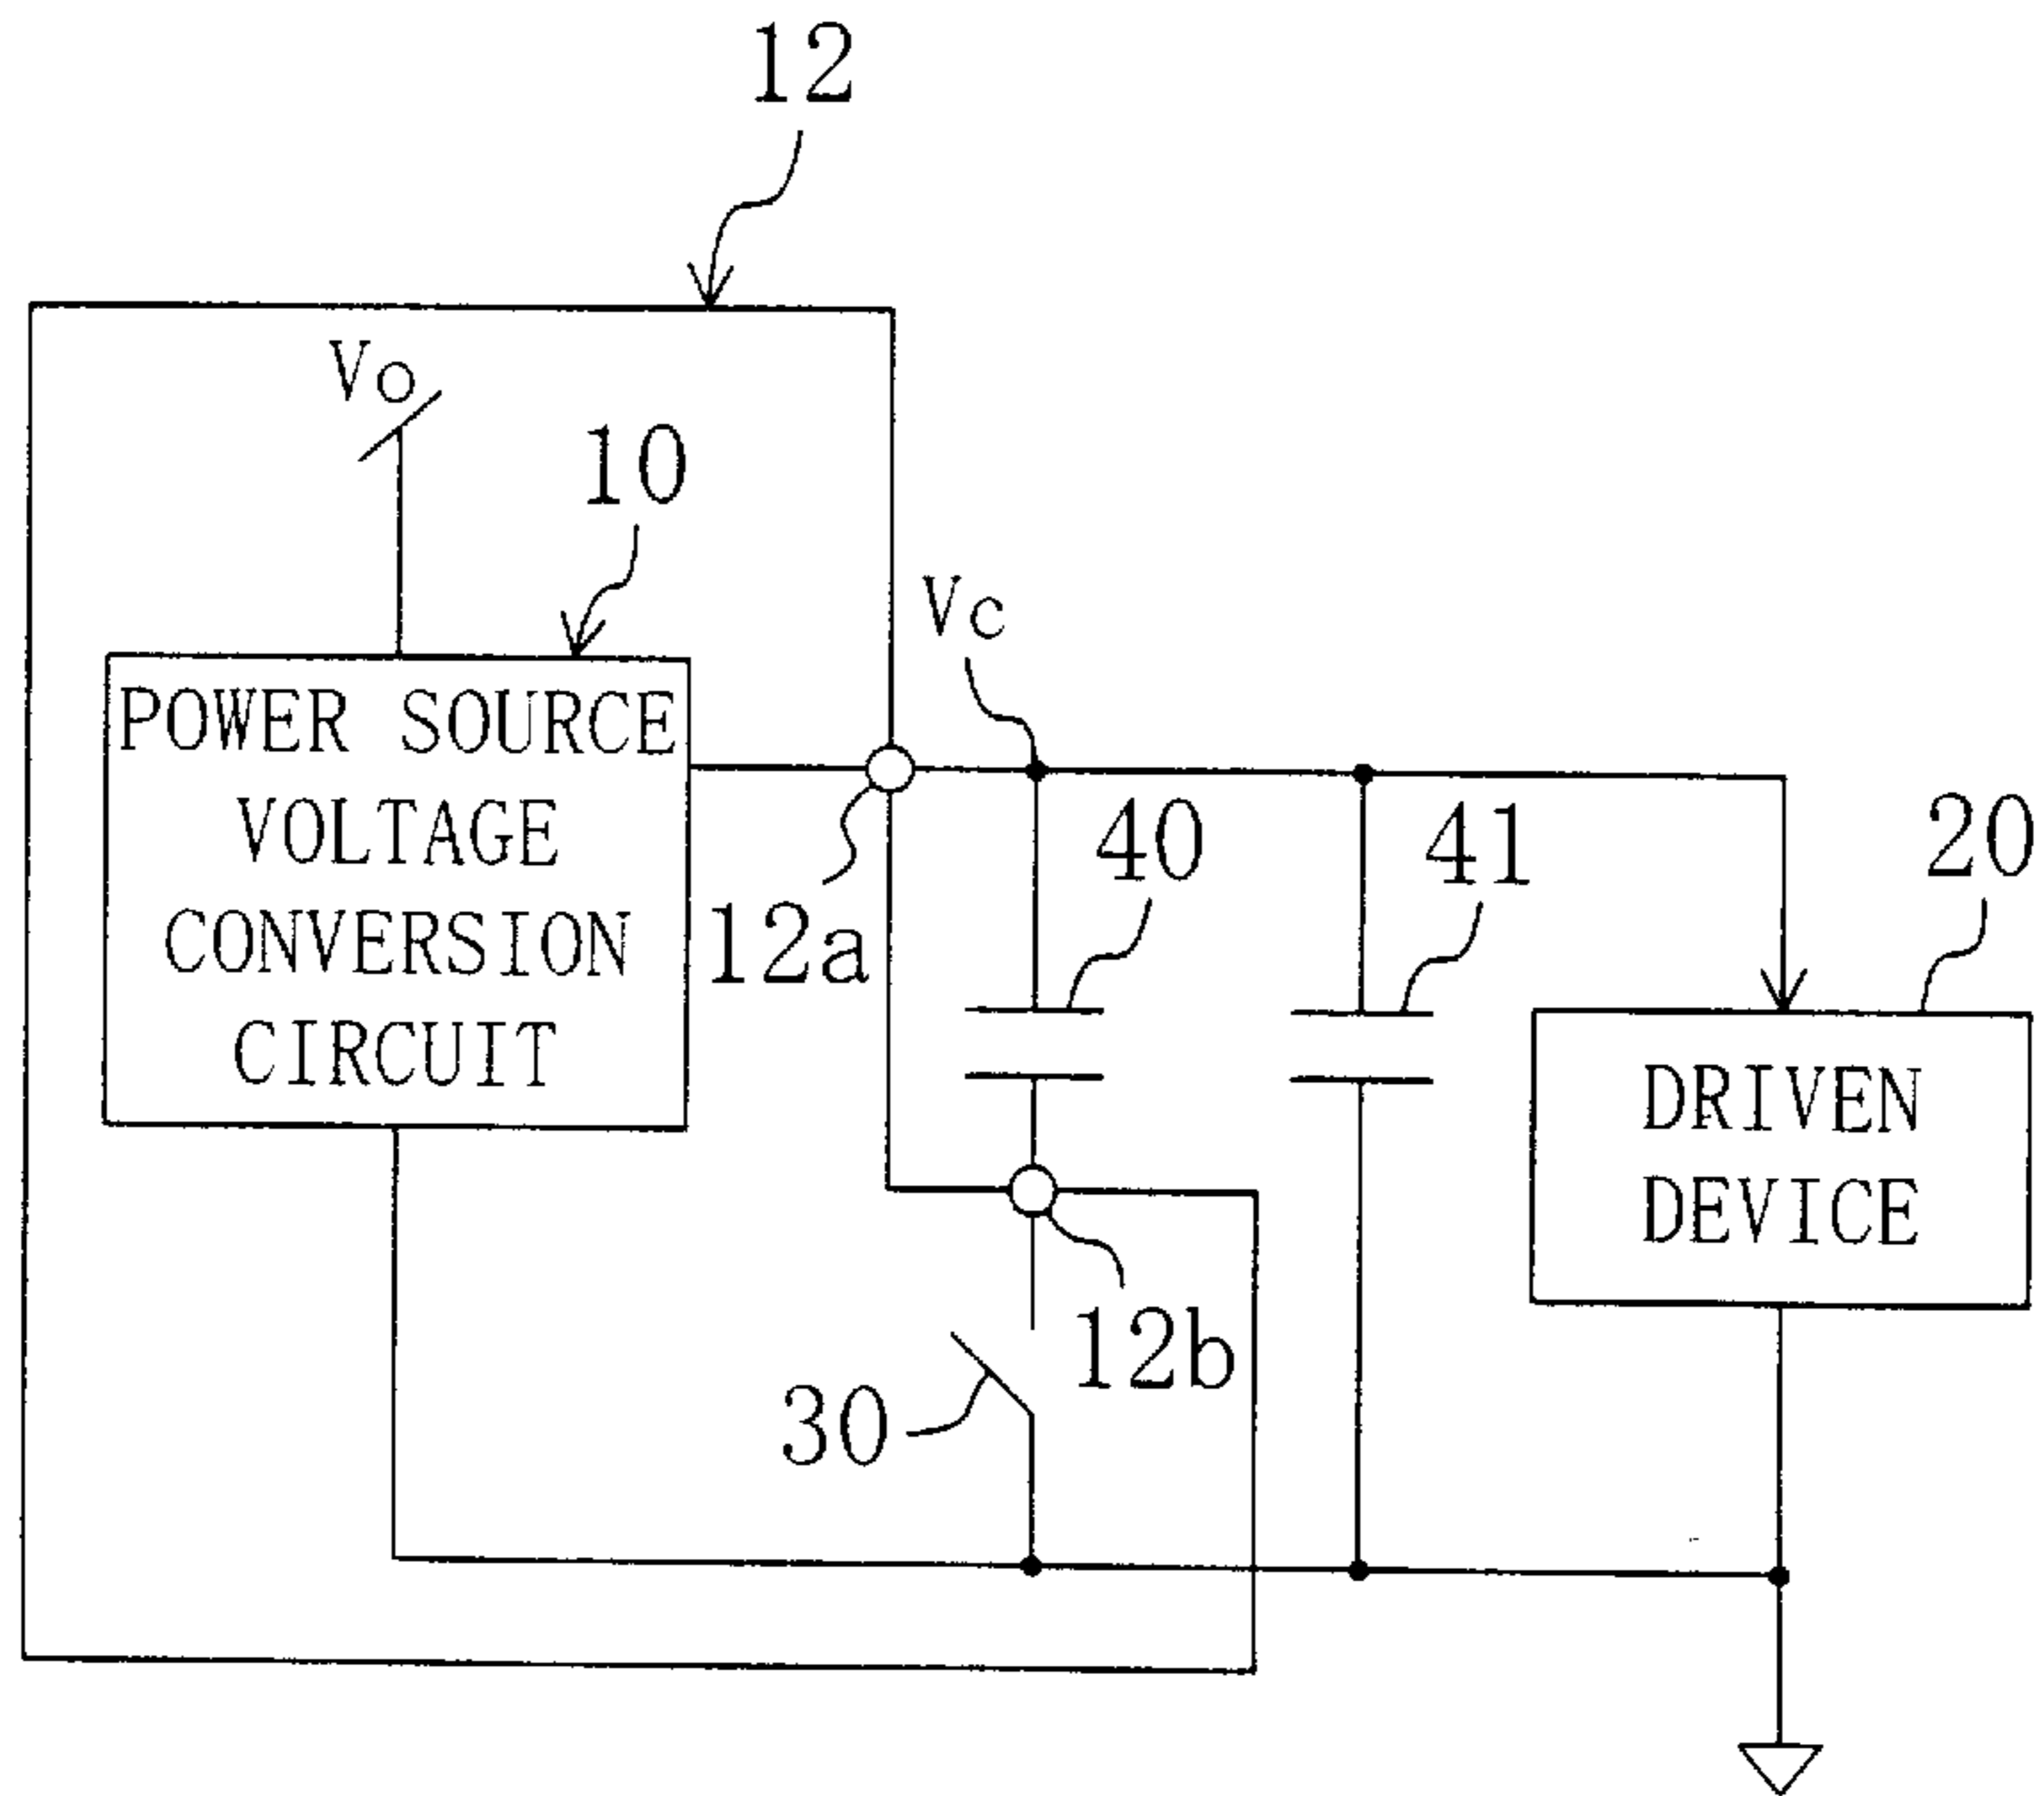 12
Vo
10
Vc
POWER SOURCE
VOLTAGE
CONVERSION
CIRCUIT
12a
40
41
20
DRIVEN
DEVICE
12b
30